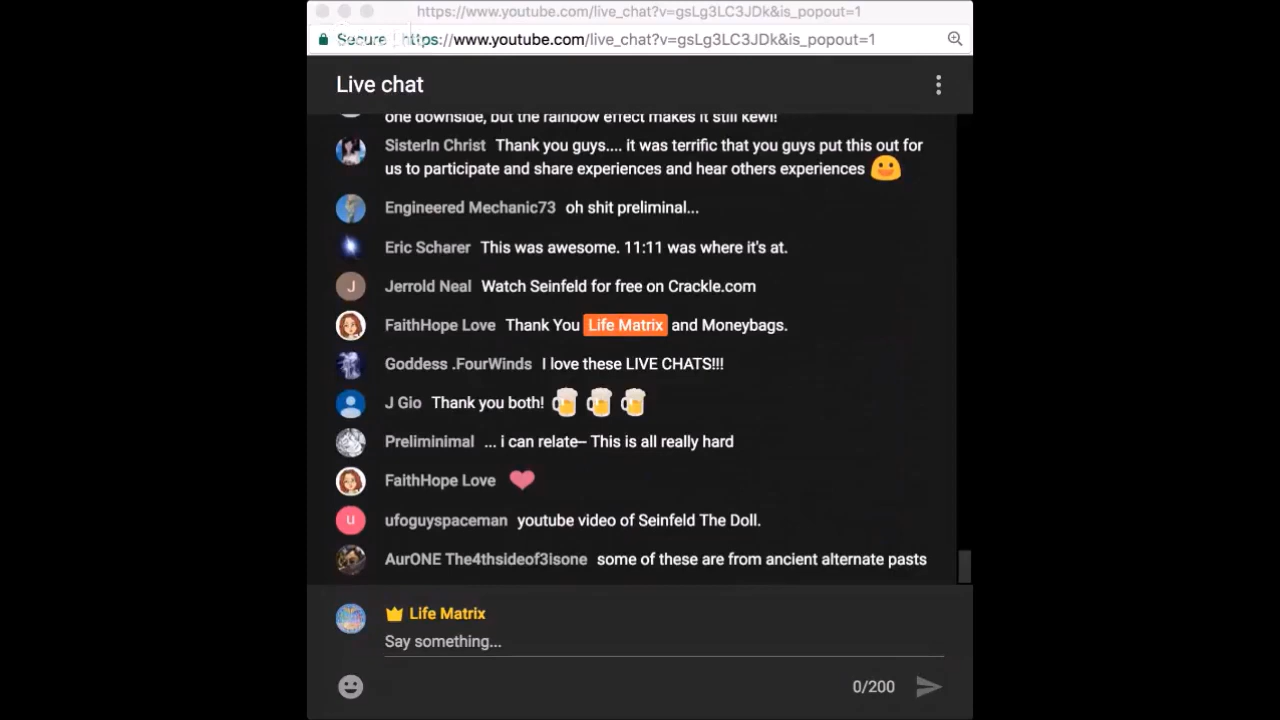 https://www.youtube.com/live_chat?v=gsLg3LC3JDk&is_popout=1
Secure https://www.youtube.com/live_chat?v=gsLg3LC3JDk&is_popout=1
Live chat
one downside, but the rainbow effect makes it still kewl!
SisterIn Christ Thank you guys.... it was terrific that you guys put this out for
us to participate and share experiences and hear others experiences
Engineered Mechanic73 oh shit preliminal...
Eric Scharer This was awesome. 11:11 was where it's at.
J Jerrold Neal Watch Seinfeld for free on Crackle.com
FaithHope Love Thank You Life Matrix and Moneybags.
Goddess .FourWinds I love these LIVE CHATS!!!
J Gio Thank you both!
Preliminimal ... i can relate– This is all really hard
FaithHope Love
u ufoguyspaceman youtube video of Seinfeld The Doll.
AurONE The4thsideof3isone some of these are from ancient alternate pasts
Life Matrix
Say something...
0/200